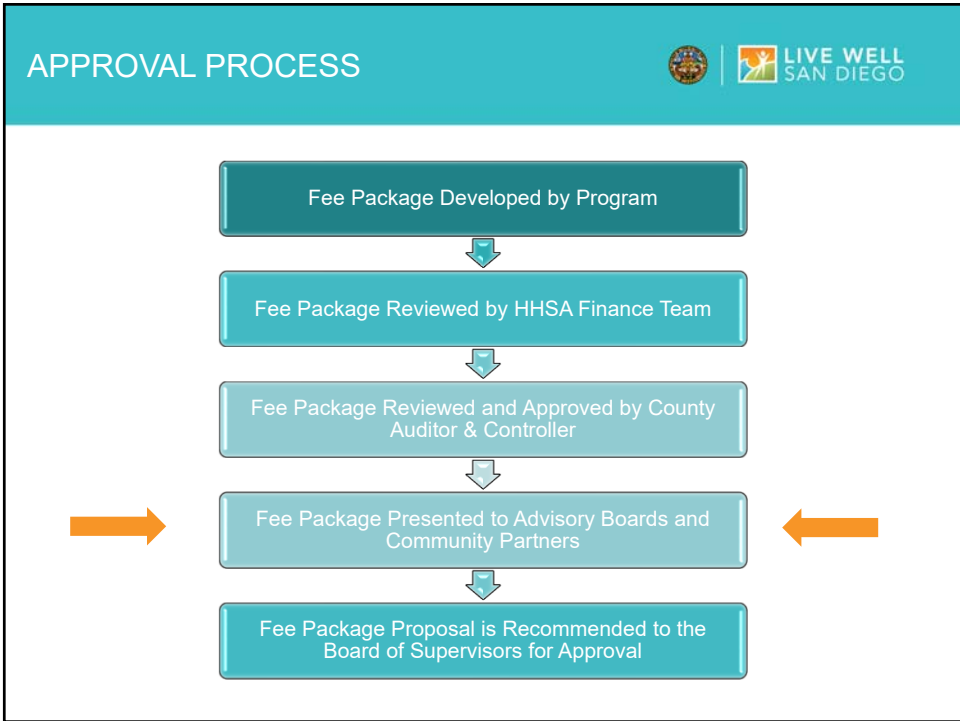 APPROVAL PROCESS
LIVE WELL
SAN DIEGO
Fee Package Developed by Program
Fee Package Reviewed by HHSA Finance Team
Fee Package Reviewed and Approved by County
Auditor & Controller
Fee Package Presented to Advisory Boards and
Community Partners
Fee Package Proposal is Recommended to the
Board of Supervisors for Approval